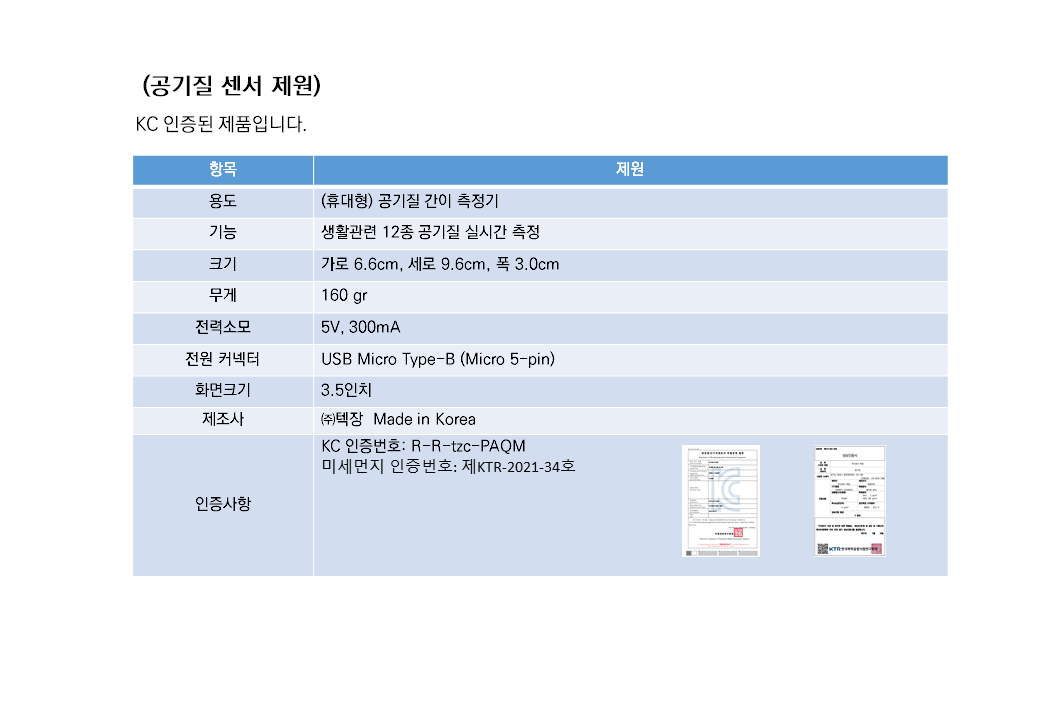 (공기질 센서 제원)
KC 인증된 제품입니다.
항목 제원
용도 (휴대형) 공기질 간이 측정기
기능 생활관련 12종 공기질 실시간 측정
크기 가로 6.6cm, 세로 9.6cm, 폭 3.0cm
무게 160 gr
전력소모 5V, 300mA
전원 커넥터 USB Micro Type-B (Micro 5-pin)
화면크기 3.5인치
제조사 ㈜텍장 Made in Korea
인증사항 KC 인증번호: R-R-tzc-PAQM
미세먼지 인증번호: 제KTR-2021-34호
KC
KTR